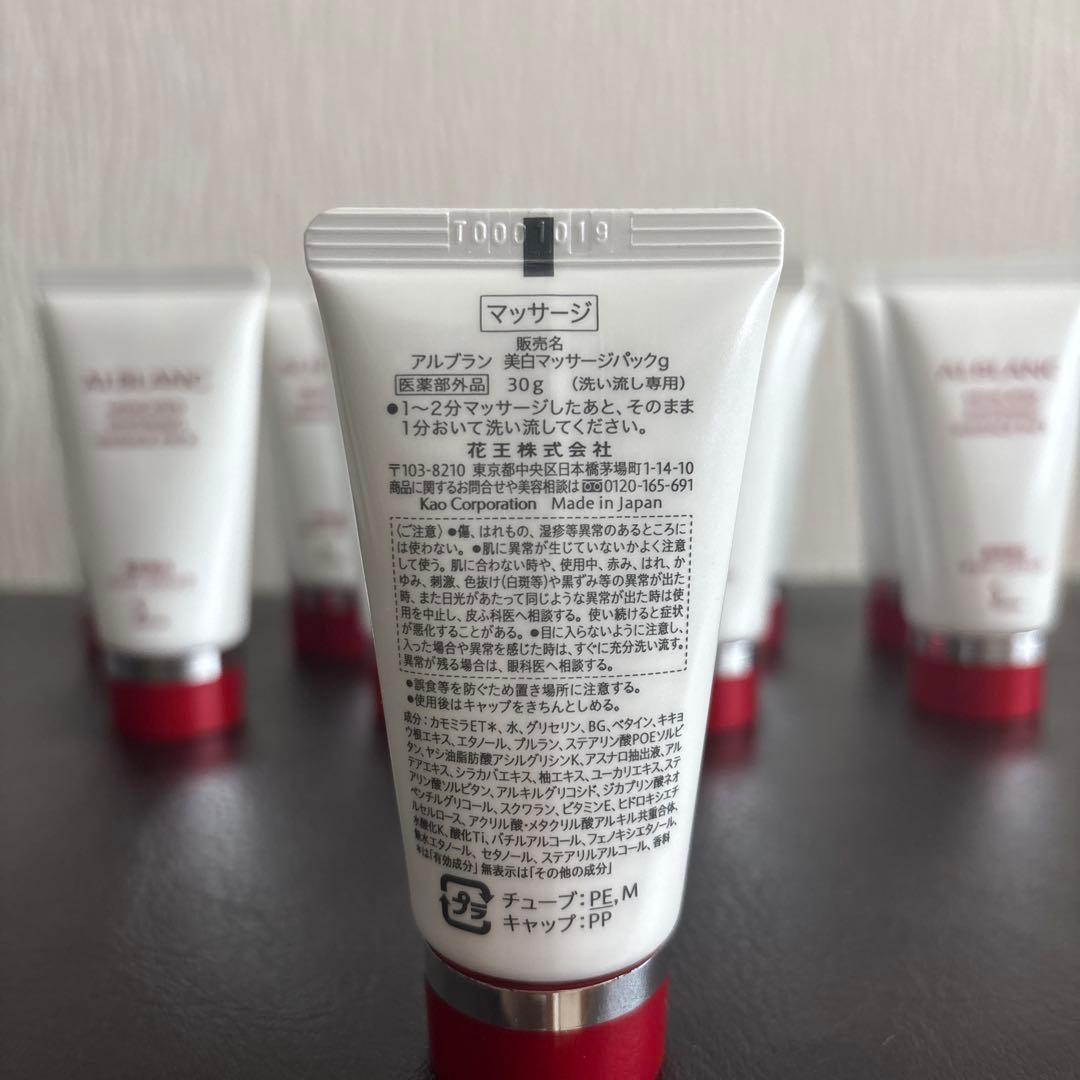 T0001019
マッサージ
販売名
アルブラン 美白マッサージパックg
医薬部外品 30g (洗い流し専用)
●1〜2分マッサージしたあと、そのまま
1分おいて洗い流してください。
花王株式会社
〒103-8210 東京都中央区日本橋茅場町1-14-10
商品に関するお問合せや美容相談は 0120-165-691
Kao Corporation Made in Japan
〈ご注意〉●傷、はれもの、湿疹等異常のあるところに
は使わない。●肌に異常が生じていないかよく注意
して使う。肌に合わない時や、使用中、赤み、はれ、か
ゆみ、刺激、色抜け(白斑等)や黒ずみ等の異常が出た
時、また日光があたって同じような異常が出た時は使
用を中止し、皮ふ科医へ相談する。使い続けると症状
が悪化することがある。●目に入らないように注意し、
入った場合や異常を感じた時は、すぐに充分洗い流す。
異常が残る場合は、眼科医へ相談する。
●誤食等を防ぐため置き場所に注意する。
●使用後はキャップをきちんとしめる。
成分:カモミラET*、水、グリセリン、BG、ベタイン、キキョ
ウ根エキス、エタノール、プルラン、ステアリン酸POEソルビ
タン、ヤシ油脂肪酸アシルグリシンK、アスナロ抽出液、アル
テアエキス、シラカバエキス、柚エキス、ユーカリエキス、ステ
アリン酸ソルビタン、アルキルグリコシド、ジカプリン酸ネオ
ペンチルグリコール、スクワラン、ビタミンE、ヒドロキシエチ
ルセルロース、アクリル酸・メタクリル酸アルキル共重合体、
水酸化K、酸化Ti、バチルアルコール、フェノキシエタノール、
無水エタノール、セタノール、ステアリルアルコール、香料
*は「有効成分」無表示は「その他の成分」
プラ
チューブ:PE,M
キャップ:PP
ALBLANC
ALBLANC